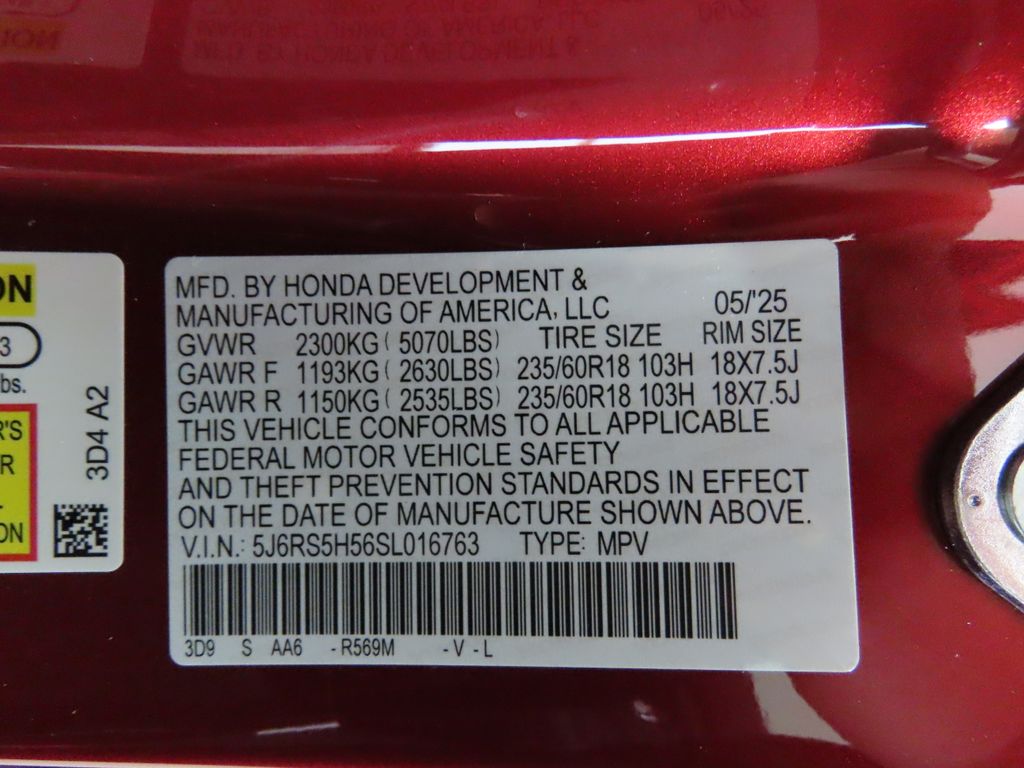 MFD. BY HONDA DEVELOPMENT &
MANUFACTURING OF AMERICA, LLC 05/'25
GVWR 2300KG ( 5070LBS) TIRE SIZE RIM SIZE
GAWR F 1193KG ( 2630LBS) 235/60R18 103H 18X7.5J
GAWR R 1150KG ( 2535LBS) 235/60R18 103H 18X7.5J
THIS VEHICLE CONFORMS TO ALL APPLICABLE
FEDERAL MOTOR VEHICLE SAFETY
AND THEFT PREVENTION STANDARDS IN EFFECT
ON THE DATE OF MANUFACTURE SHOWN ABOVE.
V.I.N.: 5J6RS5H56SL016763 TYPE: MPV
3D9 S AA6 -R569M -V -L
ON
3
bs.
R'S
R
ON
3D4 A2